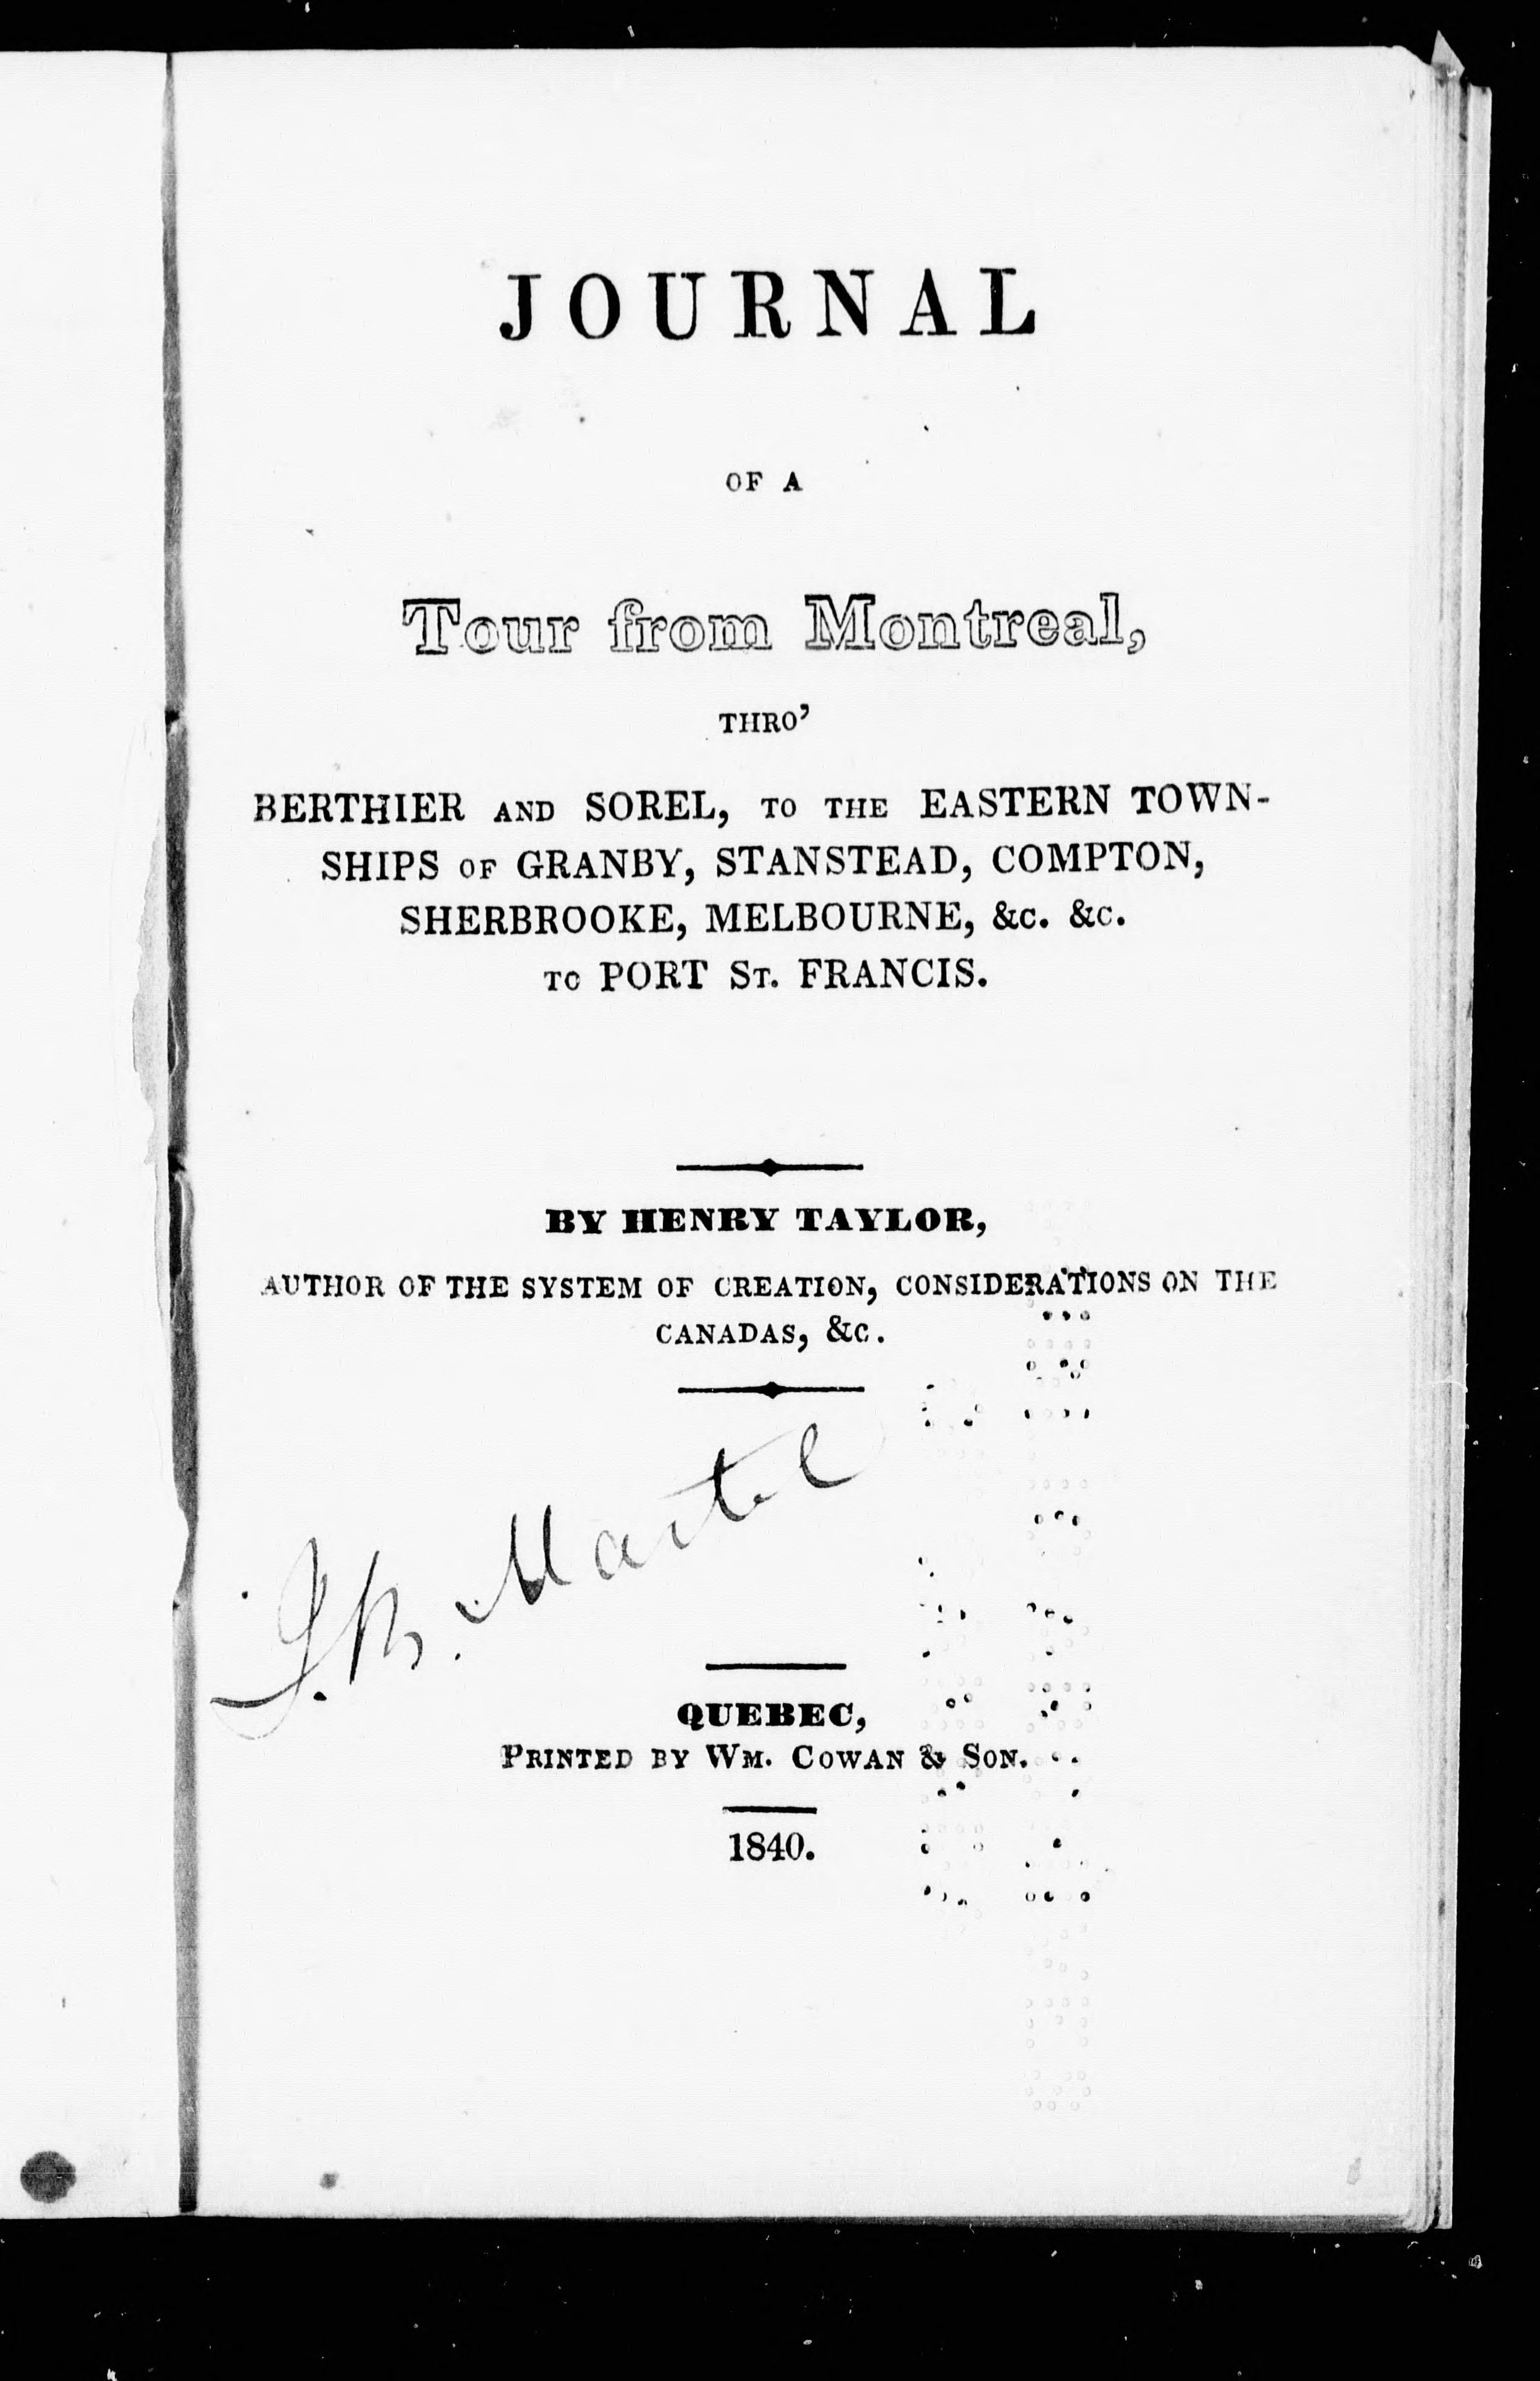 JOURNAL
OF A
Tour from Montreal,
THRO'
BERTHIER AND SOREL, TO THE EASTERN TOWN-
SHIPS OF GRANBY, STANSTEAD, COMPTON,
SHERBROOKE, MELBOURNE, &C. &C.
TO PORT ST. FRANCIS.
BY HENRY TAYLOR,
AUTHOR OF THE SYSTEM OF CREATION, CONSIDERATIONS ON THE
CANADAS, &C.
J. B. Martel
QUEBEC,
PRINTED BY WM. COWAN & SON.
1840.